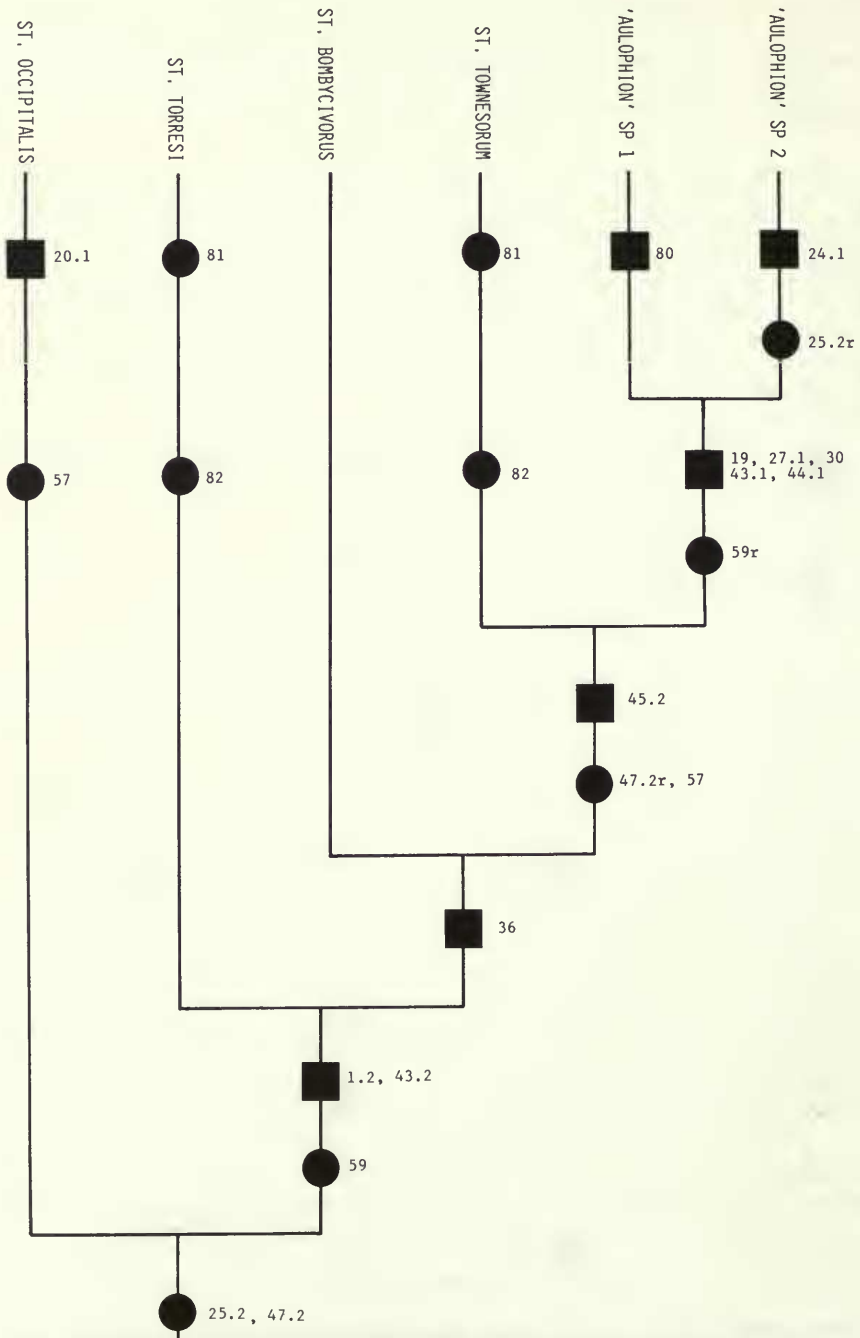 ST. OCCIPITALIS
ST. TORRESI
ST. BOMBYCIVORUS
ST. TOWNESORUM
'AULOPHION' SP 1
'AULOPHION' SP 2
20.1
81
81
80
24.1
25.2r
57
82
82
19, 27.1, 30
43.1, 44.1
59r
45.2
47.2r, 57
36
1.2, 43.2
59
25.2, 47.2